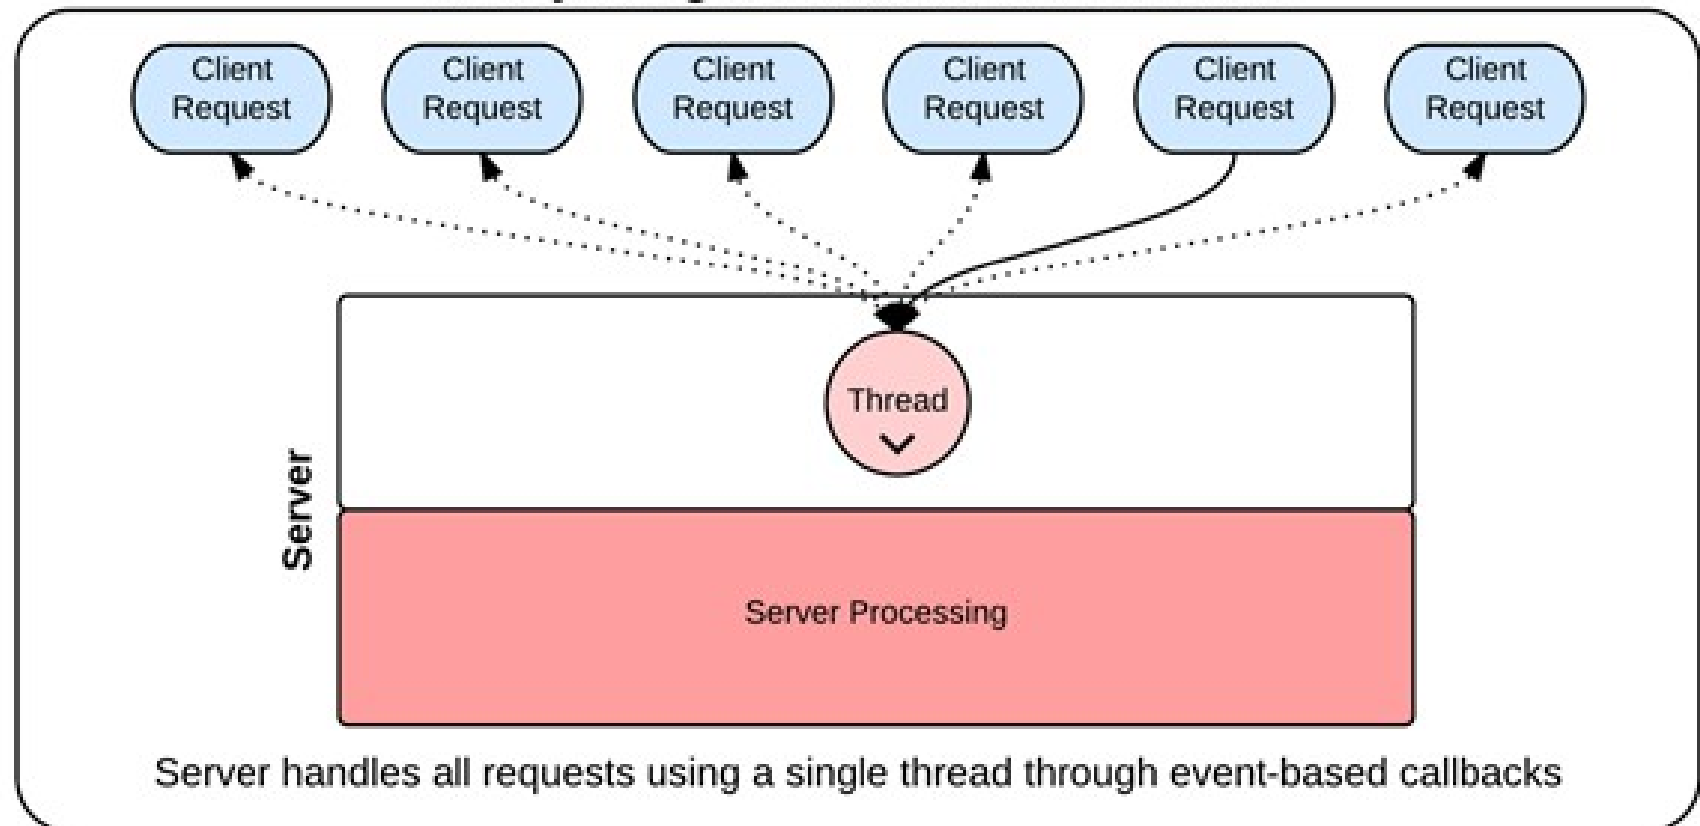 Client
Request
Client
Request
Client
Request
Client
Request
Client
Request
Client
Request
Thread
Server
Server Processing
Server handles all requests using a single thread through event-based callbacks